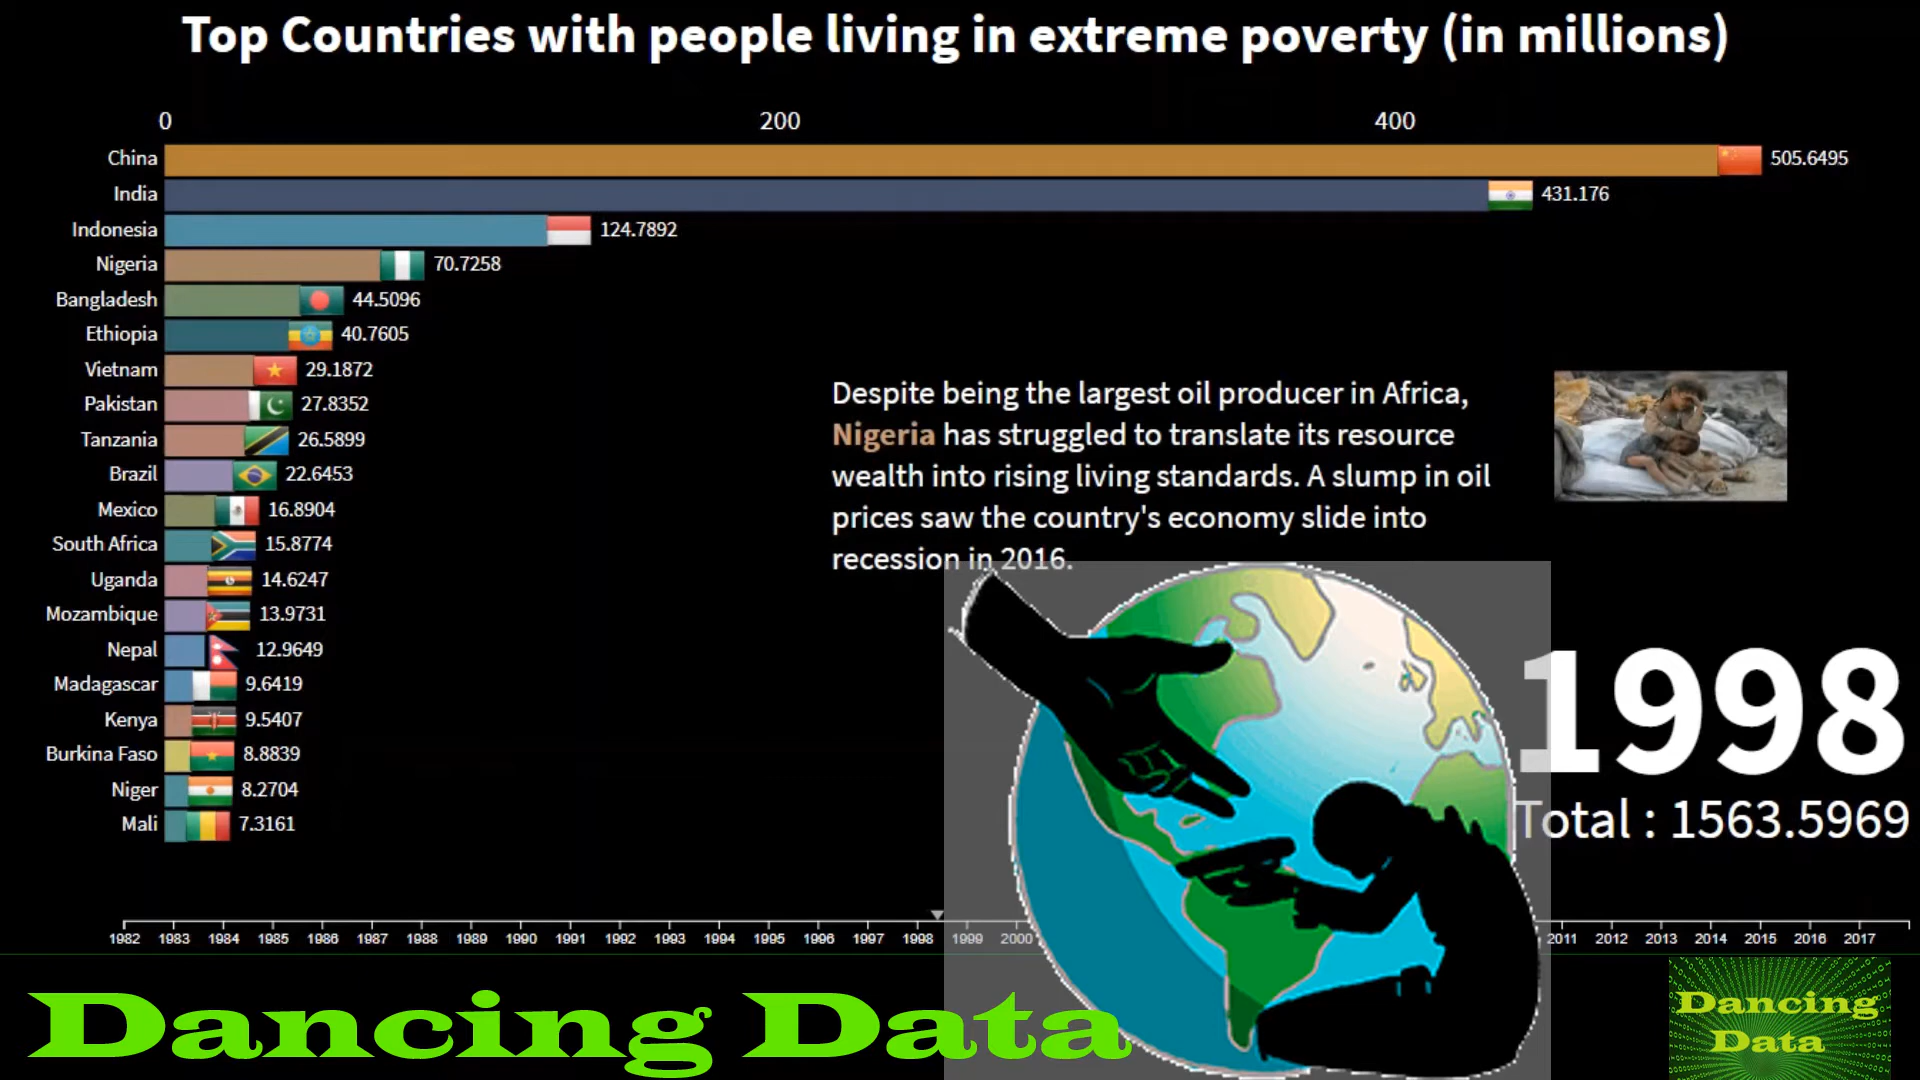 Top Countries with people living in extreme poverty (in millions)
0 200 400
China 505.6495
India 431.176
Indonesia 124.7892
Nigeria 70.7258
Bangladesh 44.5096
Ethiopia 40.7605
Vietnam 29.1872
Pakistan 27.8352
Tanzania 26.5899
Brazil 22.6453
Mexico 16.8904
South Africa 15.8774
Uganda 14.6247
Mozambique 13.9731
Nepal 12.9649
Madagascar 9.6419
Kenya 9.5407
Burkina Faso 8.8839
Niger 8.2704
Mali 7.3161
Despite being the largest oil producer in Africa,
Nigeria has struggled to translate its resource
wealth into rising living standards. A slump in oil
prices saw the country's economy slide into
recession in 2016.
1998
Total : 1563.5969
1982 1983 1984 1985 1986 1987 1988 1989 1990 1991 1992 1993 1994 1995 1996 1997 1998 1999 2000 2011 2012 2013 2014 2015 2016 2017
Dancing Data
Dancing
Data